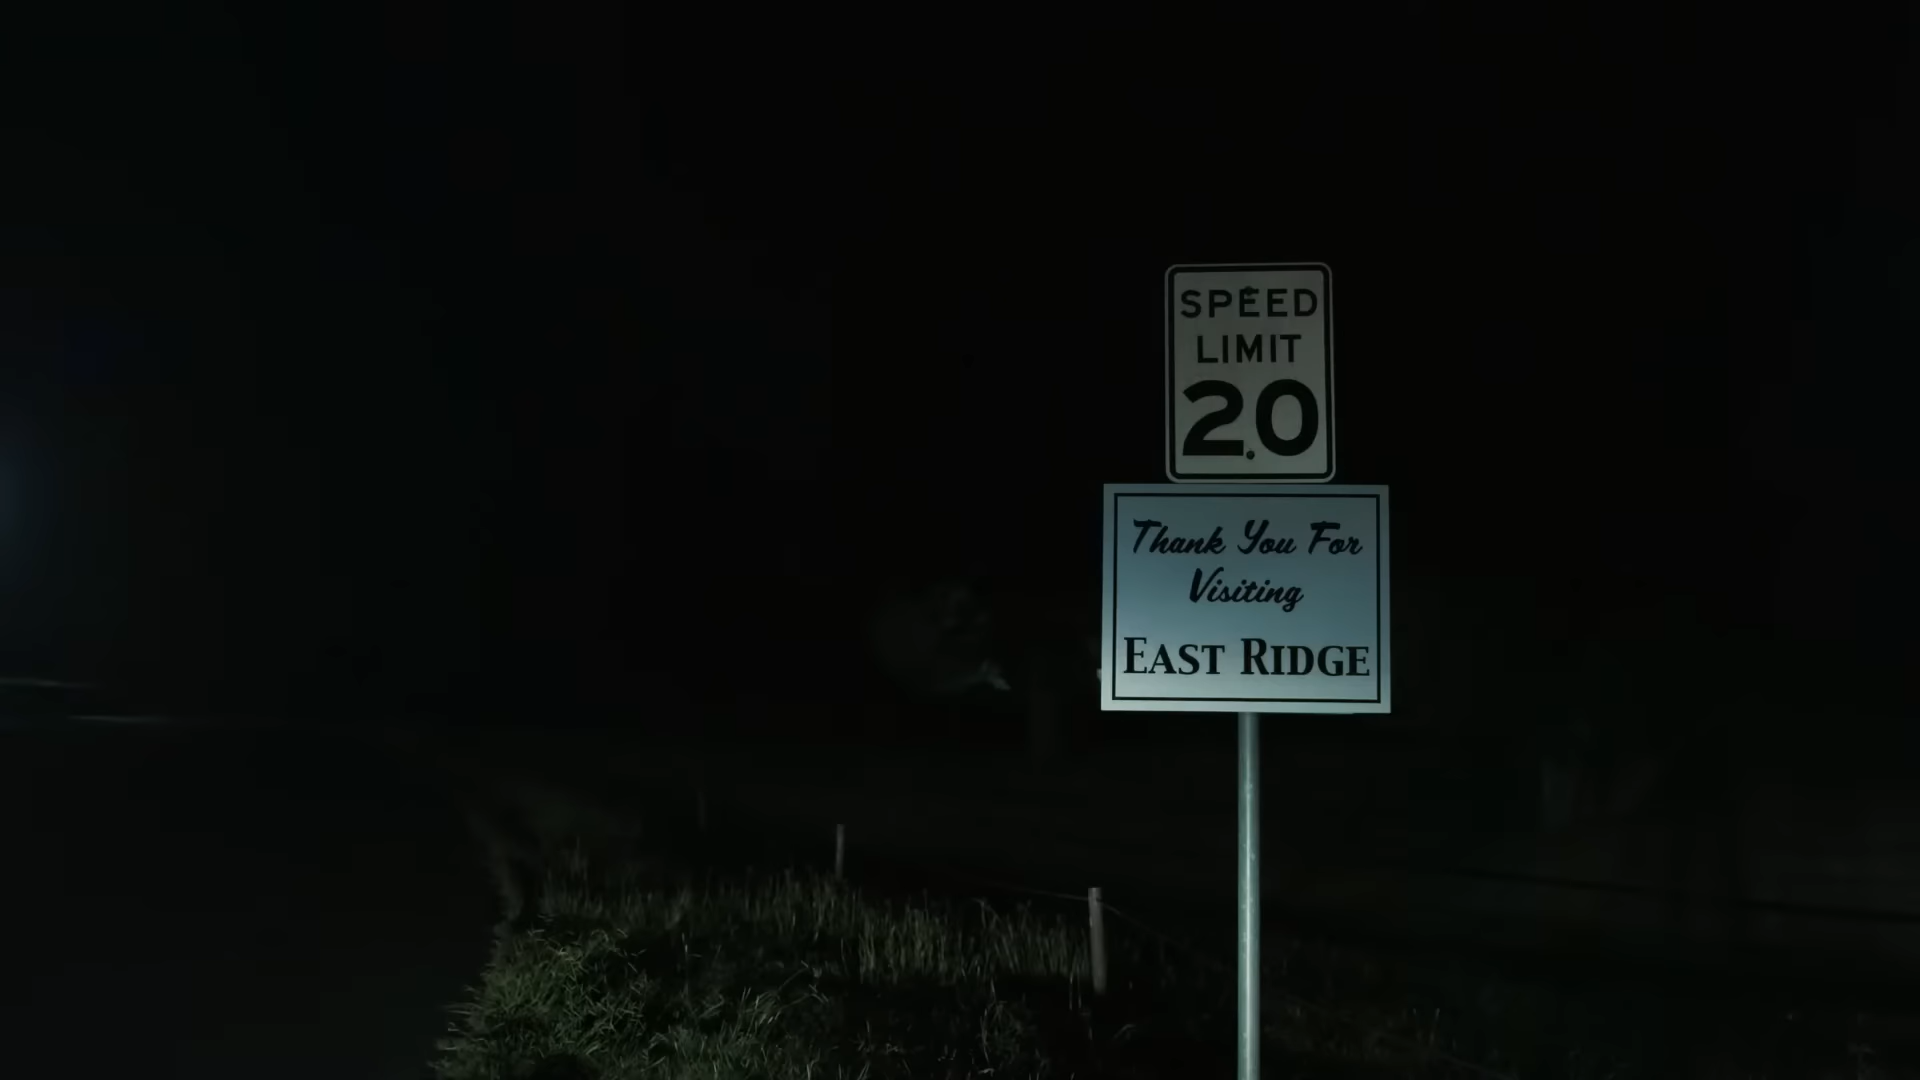 SPEED
LIMIT
20
Thank You For
Visiting
EAST RIDGE